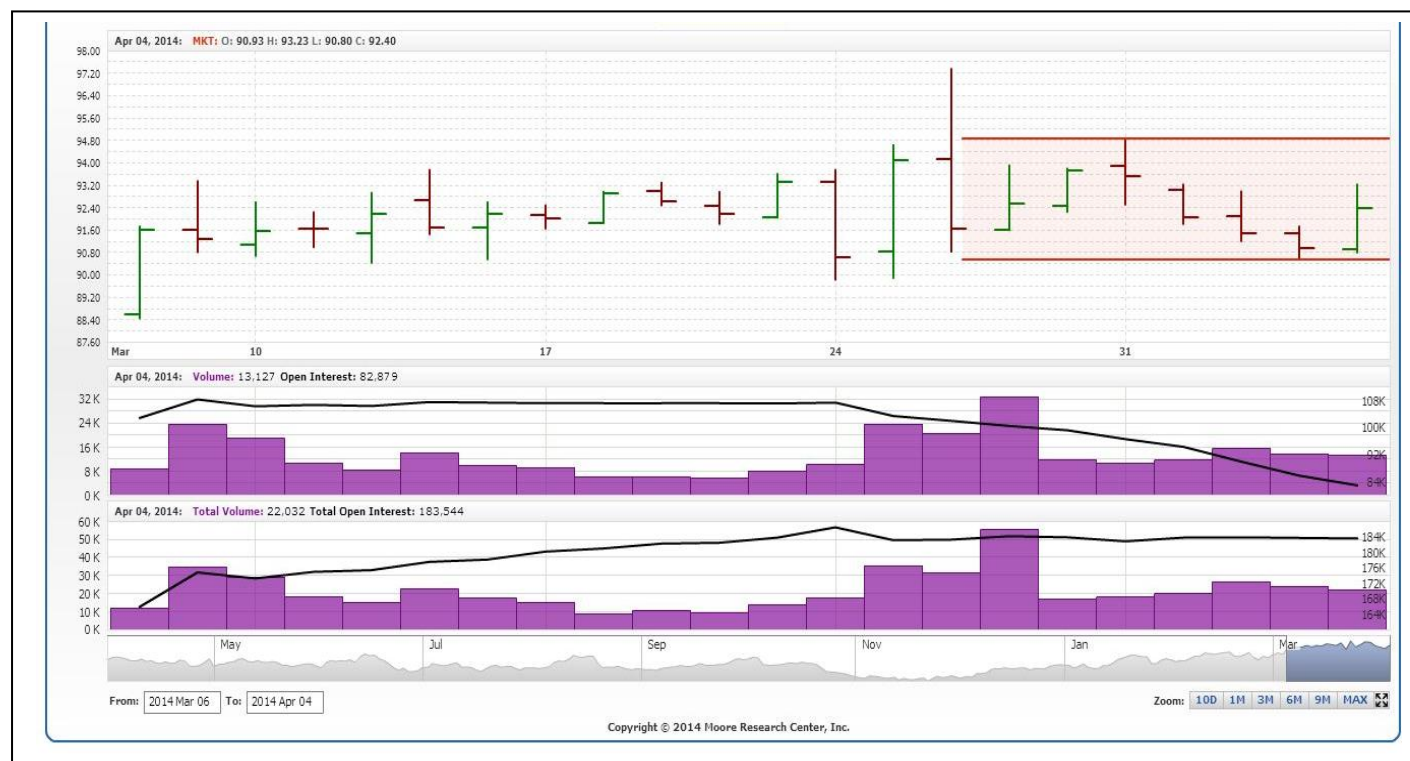 Apr 04, 2014: MKT: O: 90.93 H: 93.23 L: 90.80 C: 92.40
98.00
97.20
96.40
95.60
94.80
94.00
93.20
92.40
91.60
90.80
90.00
89.20
88.40
87.60
Mar 10 17 24 31
Apr 04, 2014: Volume: 13,127 Open Interest: 82,879
32 K
24 K
16 K
8 K
0 K
108K
100K
92K
84K
Apr 04, 2014: Total Volume: 22,032 Total Open Interest: 183,544
60 K
50 K
40 K
30 K
20 K
10 K
0 K
184K
180K
176K
172K
168K
164K
May Jul Sep Nov Jan Mar
From: 2014 Mar 06 To: 2014 Apr 04 Zoom: 10D 1M 3M 6M 9M MAX
Copyright © 2014 Moore Research Center, Inc.